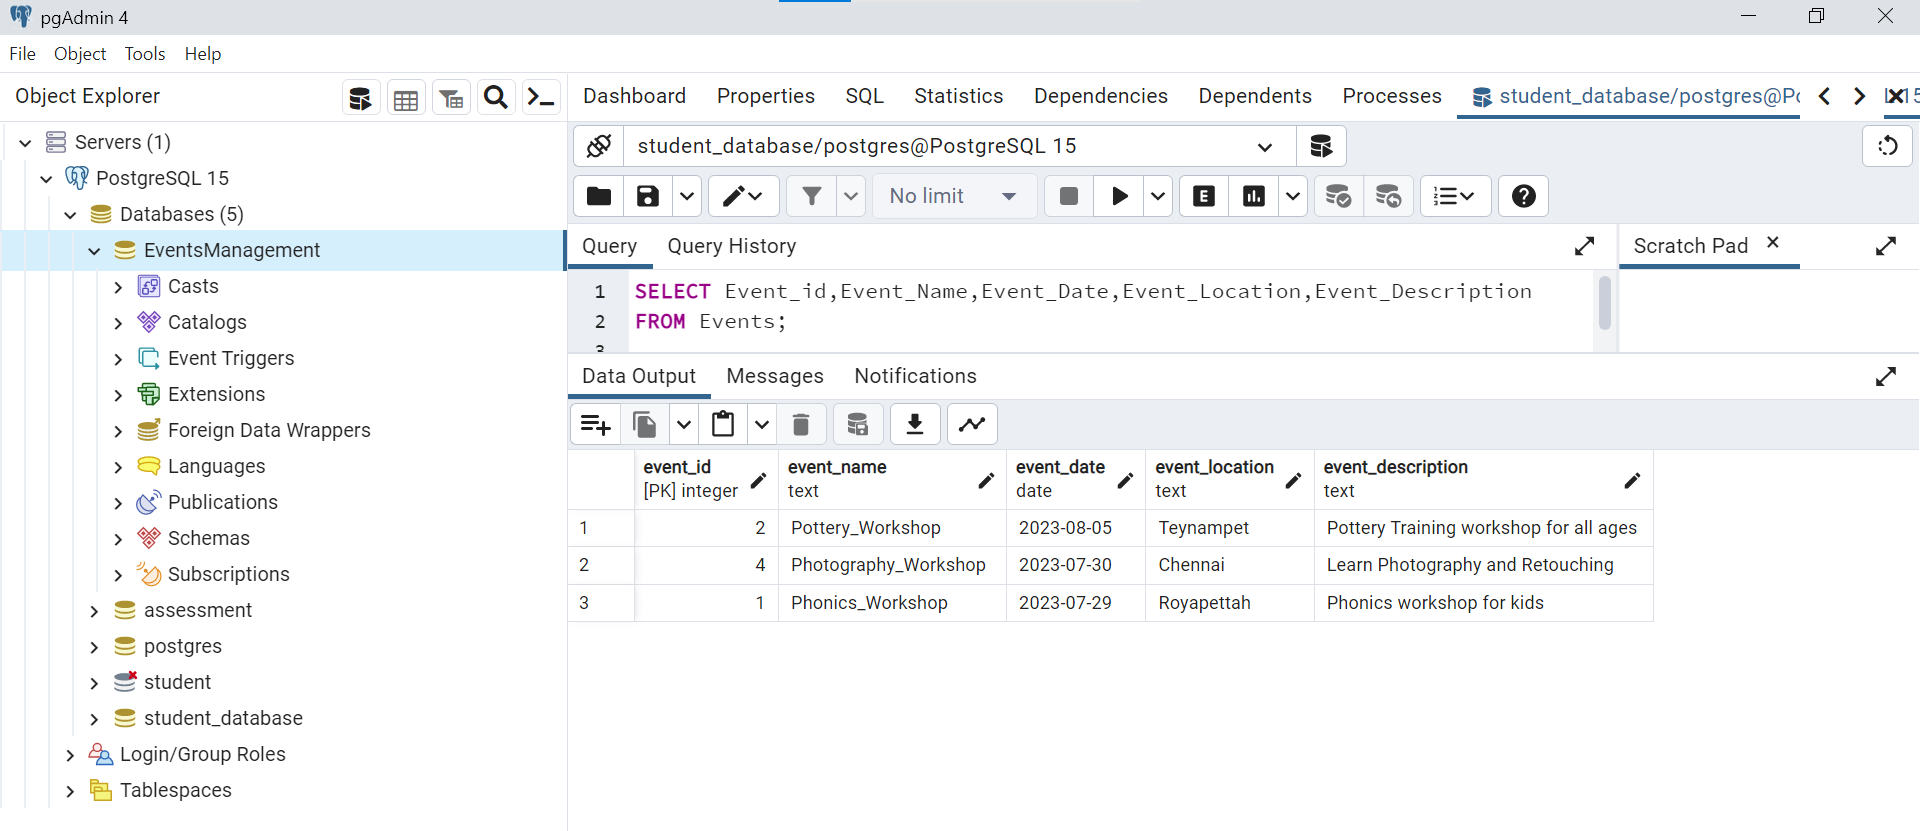 pgAdmin 4
File Object Tools Help
Object Explorer
Servers (1)
PostgreSQL 15
Databases (5)
EventsManagement
Casts
Catalogs
Event Triggers
Extensions
Foreign Data Wrappers
Languages
Publications
Schemas
Subscriptions
assessment
postgres
student
student_database
Login/Group Roles
Tablespaces
Dashboard Properties SQL Statistics Dependencies Dependents Processes student_database/postgres@Po
student_database/postgres@PostgreSQL 15
No limit
E
Query Query History
Scratch Pad
1 SELECT Event_id,Event_Name,Event_Date,Event_Location,Event_Description
2 FROM Events;
3
Data Output Messages Notifications
event_id event_name event_date event_location event_description
[PK] integer text date text text
1 2 Pottery_Workshop 2023-08-05 Teynampet Pottery Training workshop for all ages
2 4 Photography_Workshop 2023-07-30 Chennai Learn Photography and Retouching
3 1 Phonics_Workshop 2023-07-29 Royapettah Phonics workshop for kids